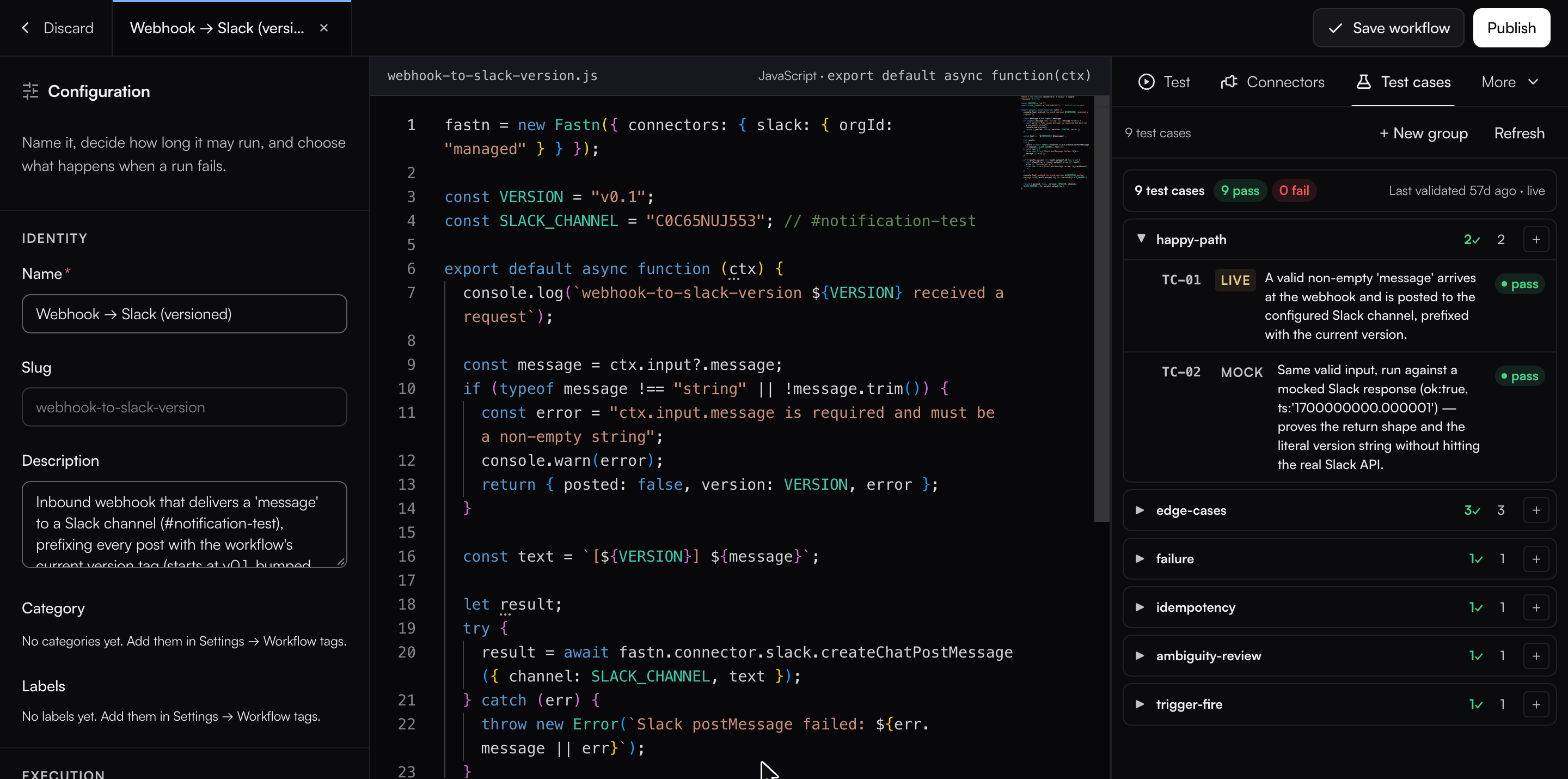 Discard
Webhook → Slack (versi...
Save workflow
Publish
Configuration
Name it, decide how long it may run, and choose
what happens when a run fails.
IDENTITY
Name*
Webhook → Slack (versioned)
Slug
webhook-to-slack-version
Description
Inbound webhook that delivers a 'message'
to a Slack channel (#notification-test),
prefixing every post with the workflow's
current version tag (starts at v0.1, bumped
Category
No categories yet. Add them in Settings → Workflow tags.
Labels
No labels yet. Add them in Settings → Workflow tags.
EXECUTION
webhook-to-slack-version.js
JavaScript · export default async function(ctx)
1 fastn = new Fastn({ connectors: { slack: { orgId:
"managed" } } });
2
3 const VERSION = "v0.1";
4 const SLACK_CHANNEL = "C0C65NUJ553"; // #notification-test
5
6 export default async function (ctx) {
7 console.log(`webhook-to-slack-version ${VERSION} received a
request`);
8
9 const message = ctx.input?.message;
10 if (typeof message !== "string" || !message.trim()) {
11 const error = "ctx.input.message is required and must be
a non-empty string";
12 console.warn(error);
13 return { posted: false, version: VERSION, error };
14 }
15
16 const text = `[${VERSION}] ${message}`;
17
18 let result;
19 try {
20 result = await fastn.connector.slack.createChatPostMessage
({ channel: SLACK_CHANNEL, text });
21 } catch (err) {
22 throw new Error(`Slack postMessage failed: ${err.
message || err}`);
23 }
Test
Connectors
Test cases
More
9 test cases
+ New group
Refresh
9 test cases 9 pass 0 fail
Last validated 57d ago · live
▼ happy-path 2✓ 2 +
TC-01 LIVE A valid non-empty 'message' arrives
at the webhook and is posted to the
configured Slack channel, prefixed
with the current version.
pass
TC-02 MOCK Same valid input, run against a
mocked Slack response (ok:true,
ts:'1700000000.000001') —
proves the return shape and the
literal version string without hitting
the real Slack API.
pass
▶ edge-cases 3✓ 3 +
▶ failure 1✓ 1 +
▶ idempotency 1✓ 1 +
▶ ambiguity-review 1✓ 1 +
▶ trigger-fire 1✓ 1 +